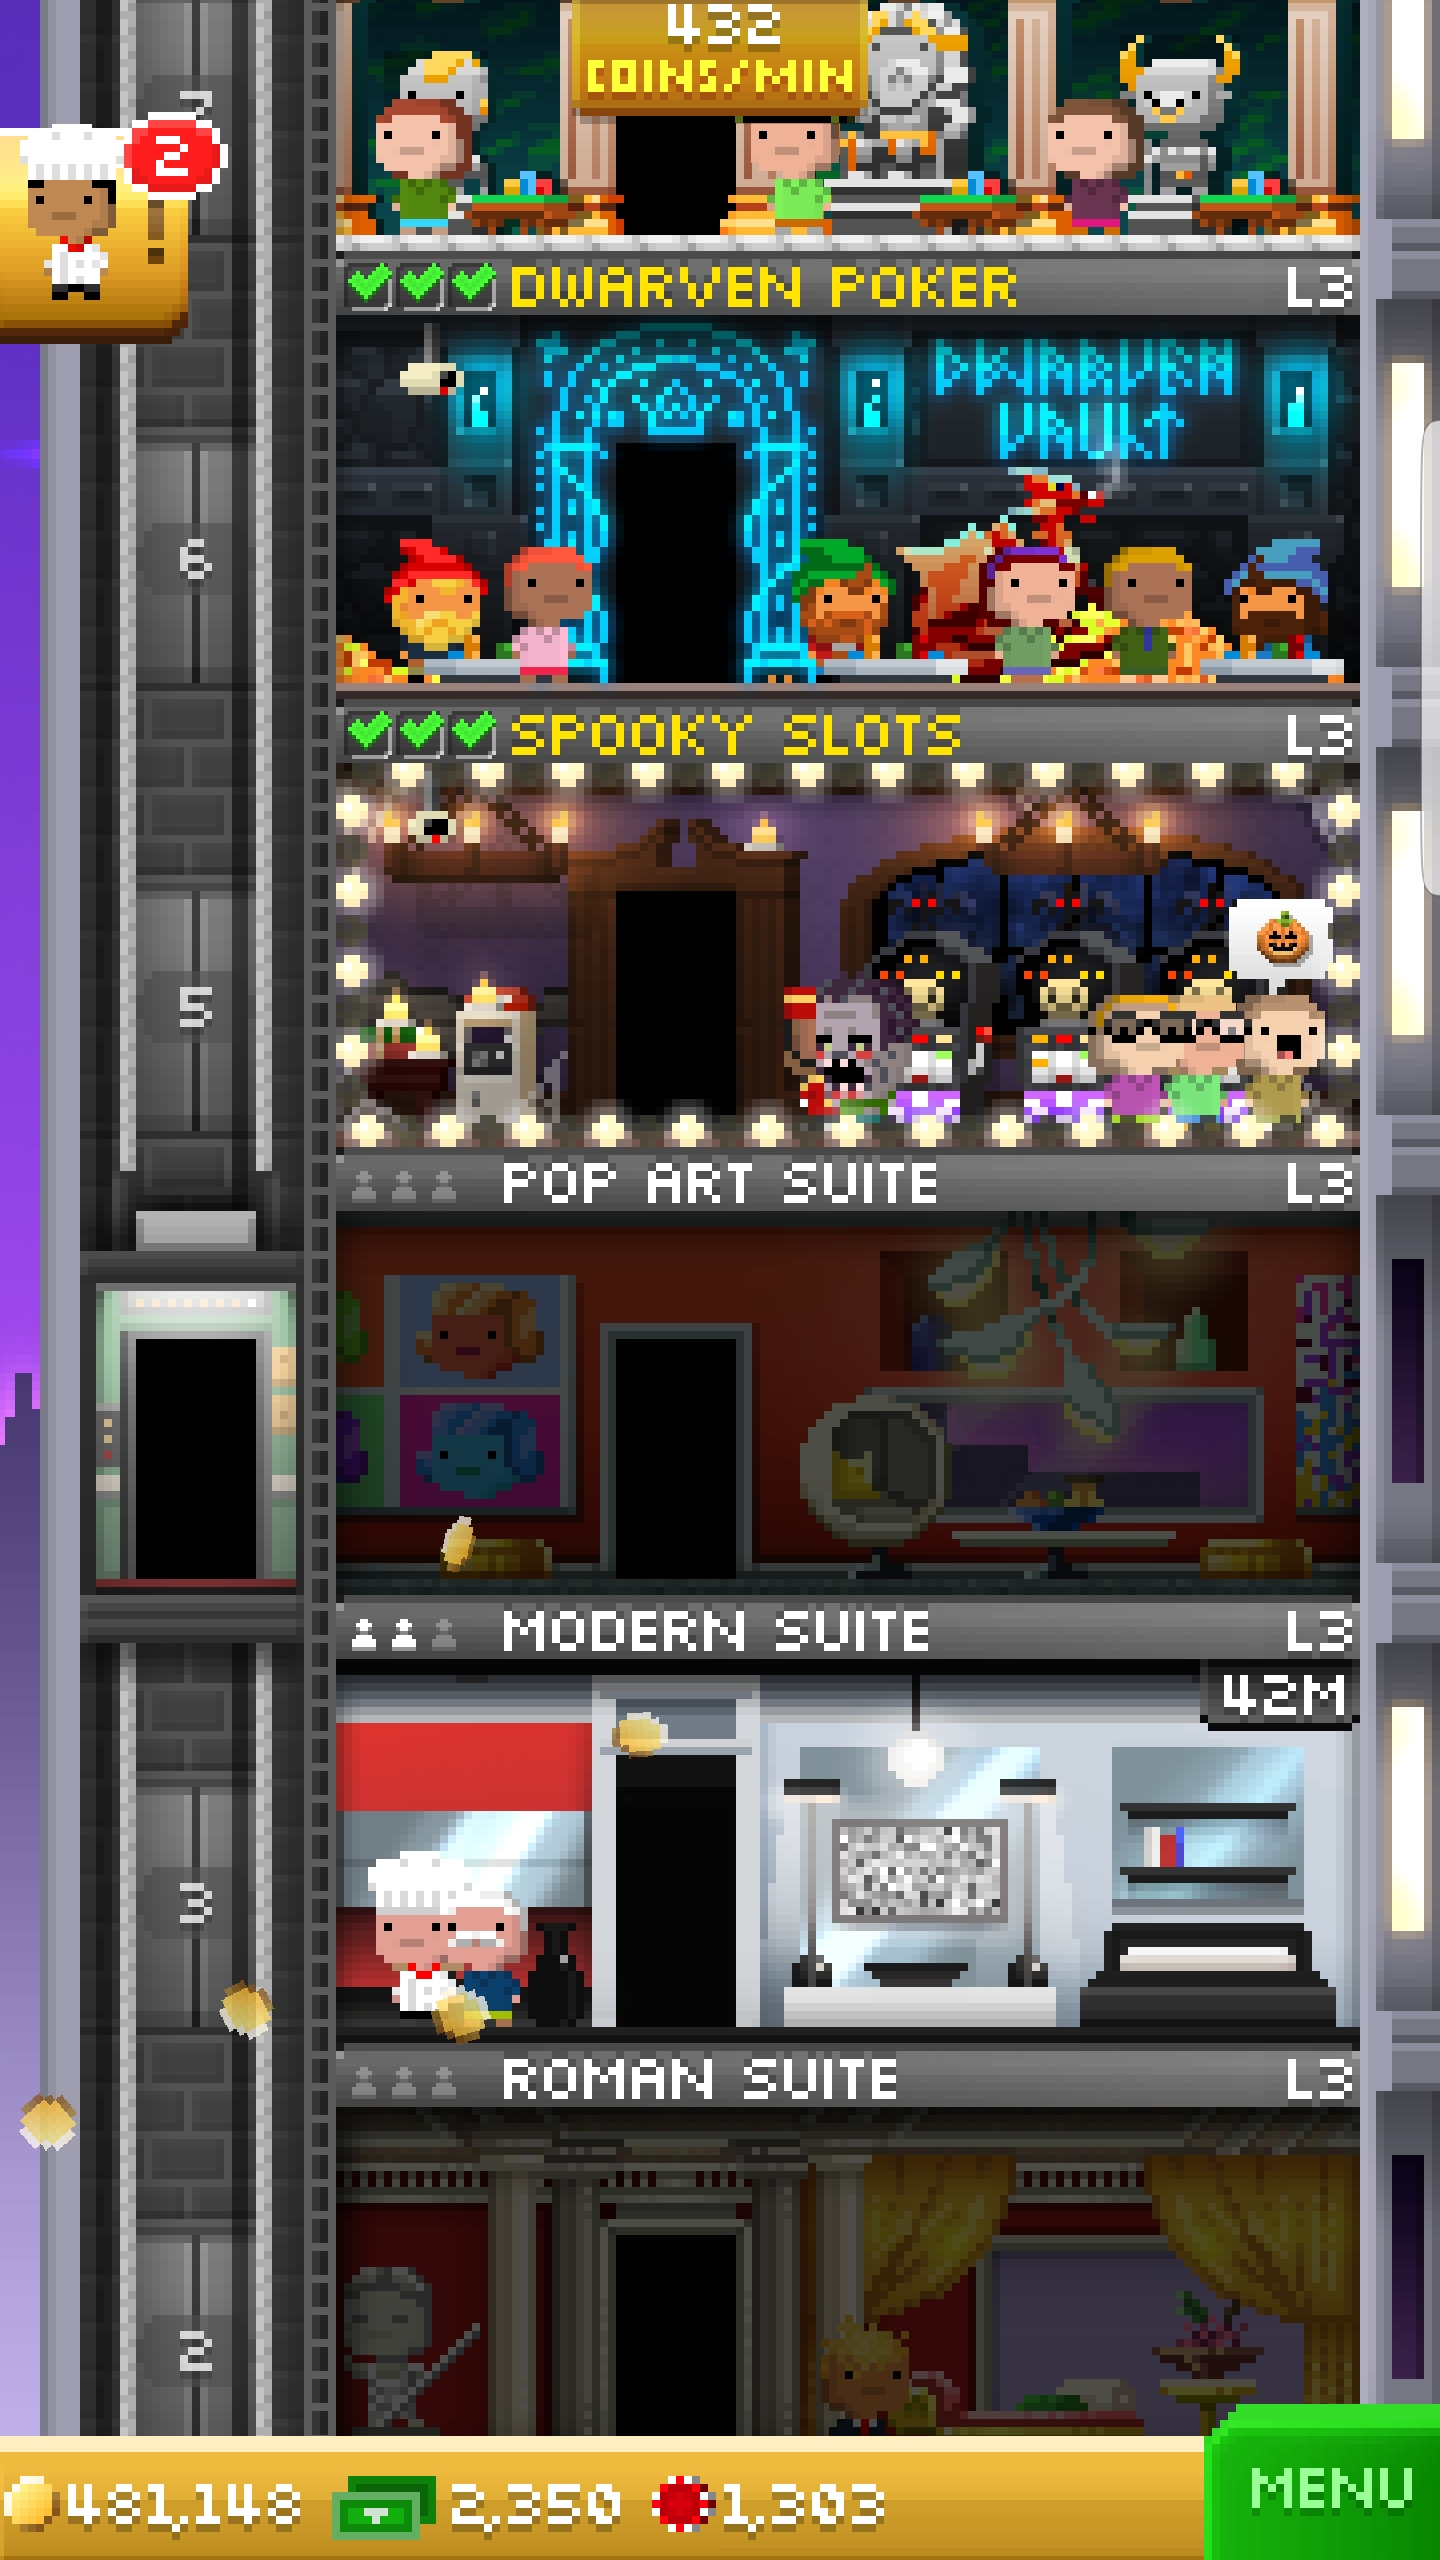 432
COINS/MIN
2
DWARVEN POKER L3
DWARVEN
VAULT
6
SPOOKY SLOTS L3
5
POP ART SUITE L3
MODERN SUITE L3
42M
3
ROMAN SUITE L3
2
481,148 2,350 1,303 MENU